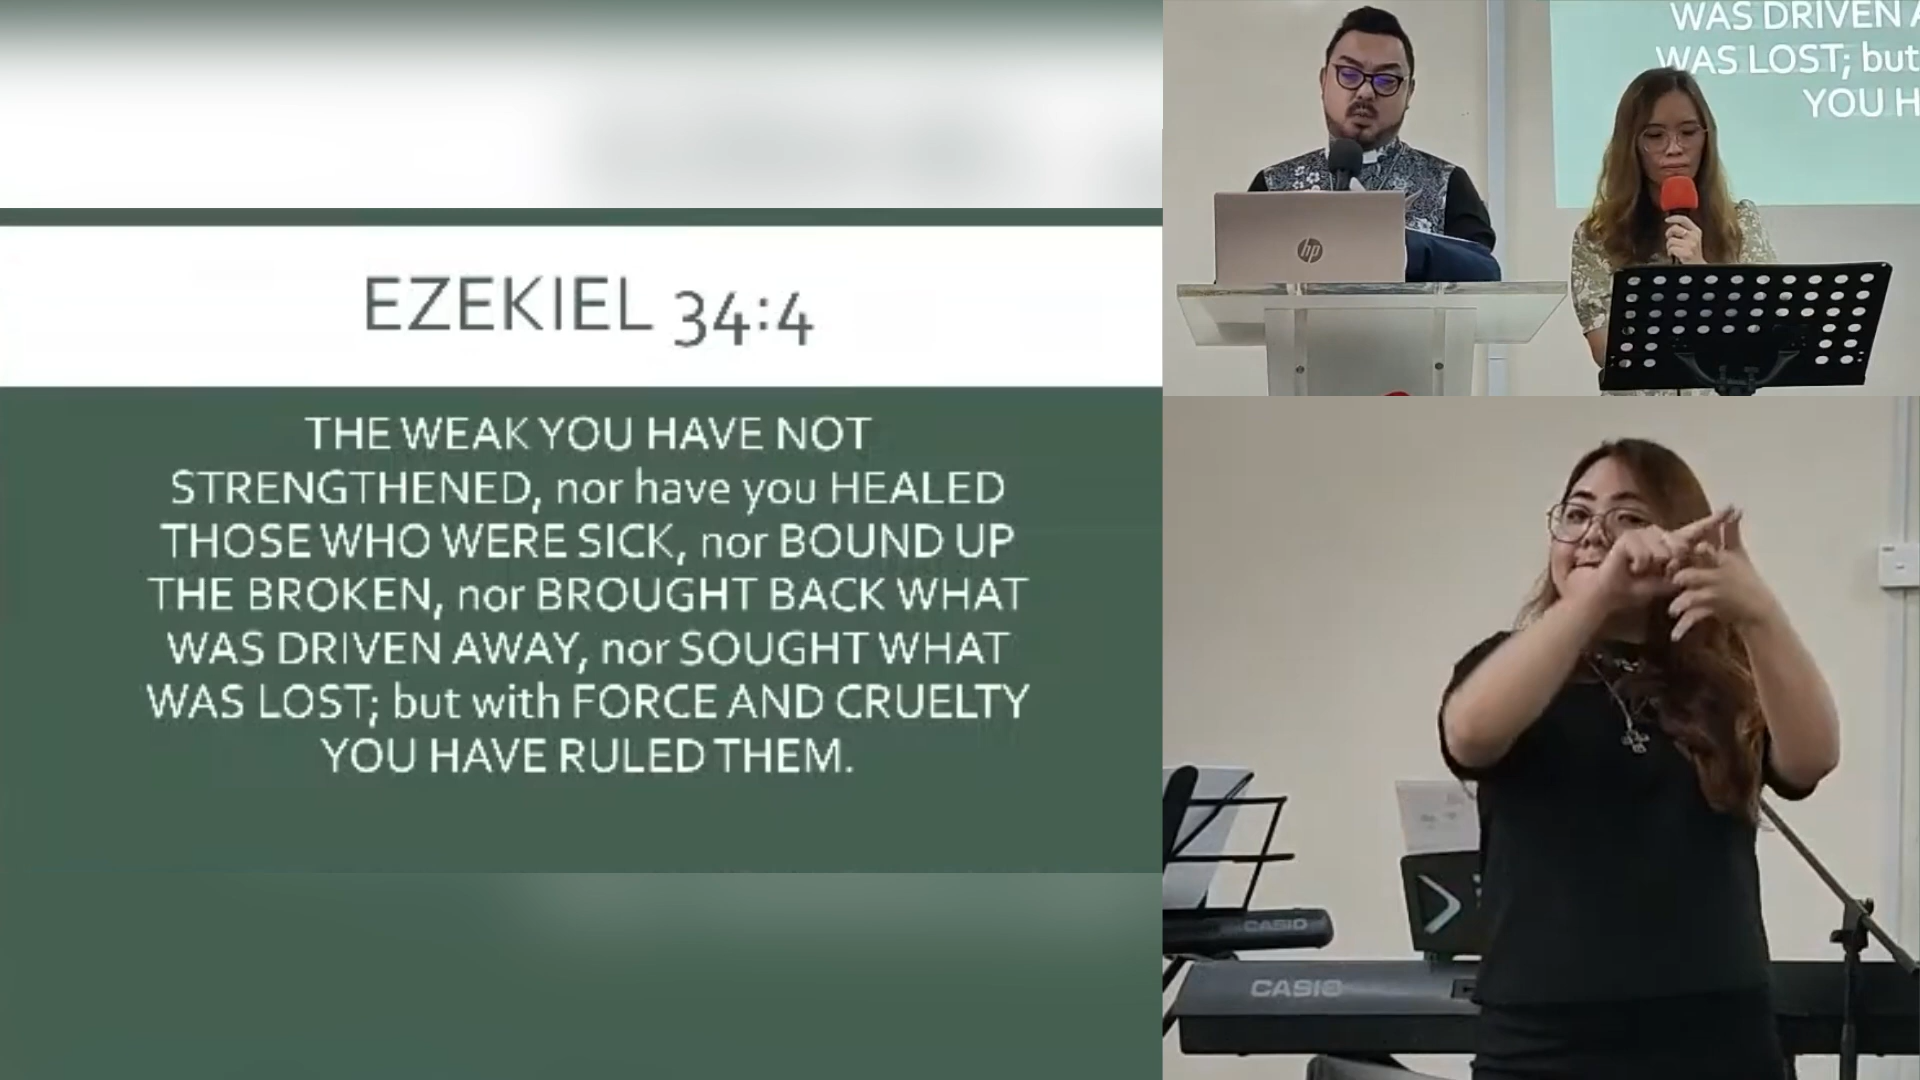 EZEKIEL 34:4
THE WEAK YOU HAVE NOT
STRENGTHENED, nor have you HEALED
THOSE WHO WERE SICK, nor BOUND UP
THE BROKEN, nor BROUGHT BACK WHAT
WAS DRIVEN AWAY, nor SOUGHT WHAT
WAS LOST; but with FORCE AND CRUELTY
YOU HAVE RULED THEM.
WAS DRIVEN
WAS LOST; but
YOU H
hp
CASIO
CASIO